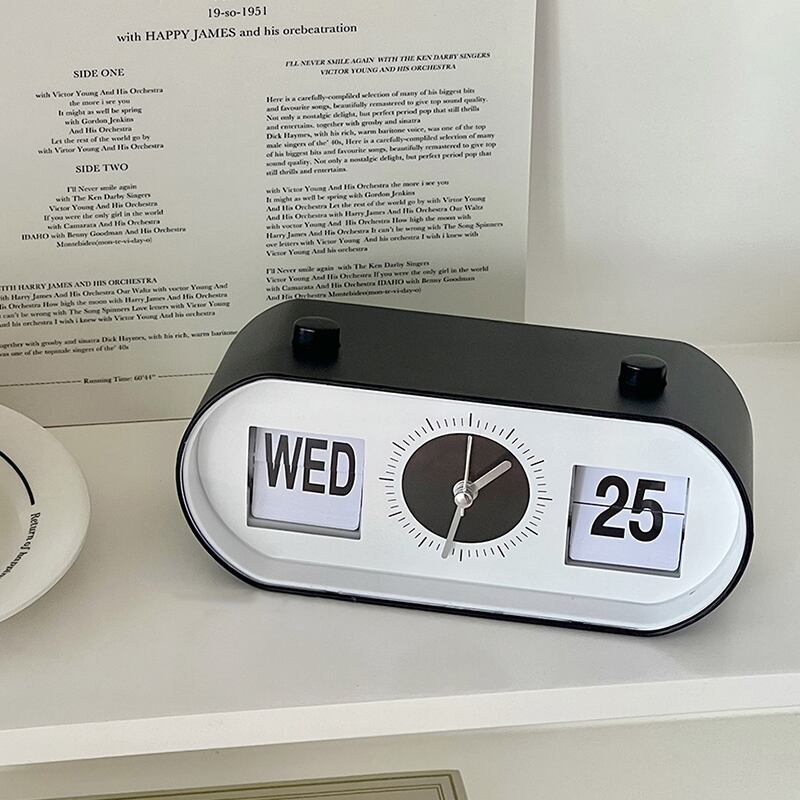 19-so-1951
with HAPPY JAMES and his orebeatration
SIDE ONE
with Victor Young And His Orchestra
the more i see you
It might as well be spring
with Gordon Jenkins
And His Orchestra
Let the rest of the world go by
with Virtor Young And His Orchestra
SIDE TWO
I'll Never smile again
with The Ken Darby Singers
Victor Young And His Orchestra
If you were the only girl in the world
with Camarata And His Orchestra
IDAHO with Benny Goodman And His Orchestra
Montebideo(mon-te-vi-day-o)
I'LL NEVER SMILE AGAIN WITH THE KEN DARBY SINGERS
VICTOR YOUNG AND HIS ORCHESTRA
Here is a carefully-compliled selection of many of his biggest bits
and favourite songs, beautifully remastered to give top sound quality.
Not only a nostalgic delight, but perfect period pop that still thrills
and entertains. together with grosby and sinatra
Dick Haymes, with his rich, warm baritone voice, was one of the top
male singers of the' 40s, Here is a carefully-compliled selection of many
of his biggest bits and favourite songs, beautifully remastered to give top
sound quality. Not only a nostalgic delight, but perfect period pop that
still thrills and entertains.
with Victor Young And His Orchestra the more i see you
It might as well be spring with Gordon Jenkins
And His Orchestra Let the rest of the world go by with Victor Young
And His Orchestra with Harry James And His Orchestra Our Waltz
with voctor Young And His Orchestra How high the moon with
Harry James And His Orchestra It can't be wrong with The Song Spinners
ove letters with Victor Young And his orchestra I wish i knew with
Victor Young And his orchestra
I'll Never smile again with The Ken Darby Singers
Victor Young And His Orchestra If you were the only girl in the world
with Camarata And His Orchestra IDAHO with Benny Goodman
And His Orchestra Montebideo(mon-te-vi-day-o)
ITH HARRY JAMES AND HIS ORCHESTRA
ith Harry James And His Orchestra Our Waltz with voctor Young And
His Orchestra How high the moon with Harry James And His Orchestra
t can't be wrong with The Song Spinners Love letters with Victor Young
nd his orchestra I wish i knew with Victor Young And his orchestra
ogether with grosby and sinatra Dick Haymes, with his rich, warm baritone
was one of the topmale singers of the' 40s
Running Time: 60'44"
WED
25
Return of